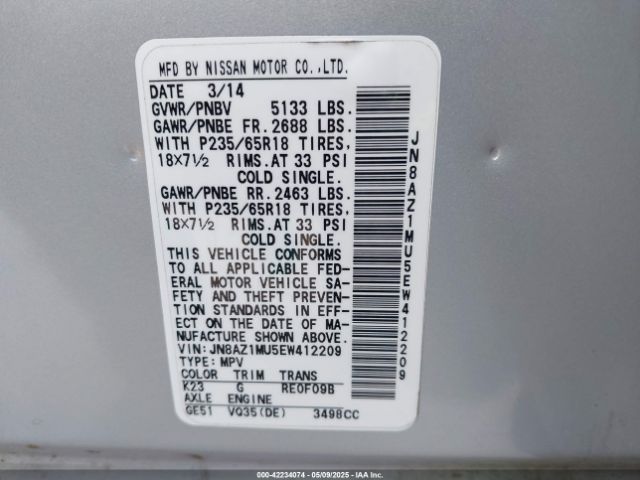 MFD BY NISSAN MOTOR CO.,LTD.
DATE 3/14
GVWR/PNBV 5133 LBS.
GAWR/PNBE FR. 2688 LBS.
WITH P235/65R18 TIRES,
18X7½ RIMS.AT 33 PSI
COLD SINGLE.
GAWR/PNBE RR. 2463 LBS.
WITH P235/65R18 TIRES,
18X7½ RIMS.AT 33 PSI
COLD SINGLE.
THIS VEHICLE CONFORMS
TO ALL APPLICABLE FED-
ERAL MOTOR VEHICLE SA-
FETY AND THEFT PREVEN-
TION STANDARDS IN EFF-
ECT ON THE DATE OF MA-
NUFACTURE SHOWN ABOVE.
VIN:JN8AZ1MU5EW412209
TYPE: MPV
COLOR TRIM TRANS
K23 G RE0F09B
AXLE ENGINE
GE51 VQ35(DE) 3498CC
JN8AZ1MU5EW412209
000-42234074 | 05/09/2025 | IAAI.COM